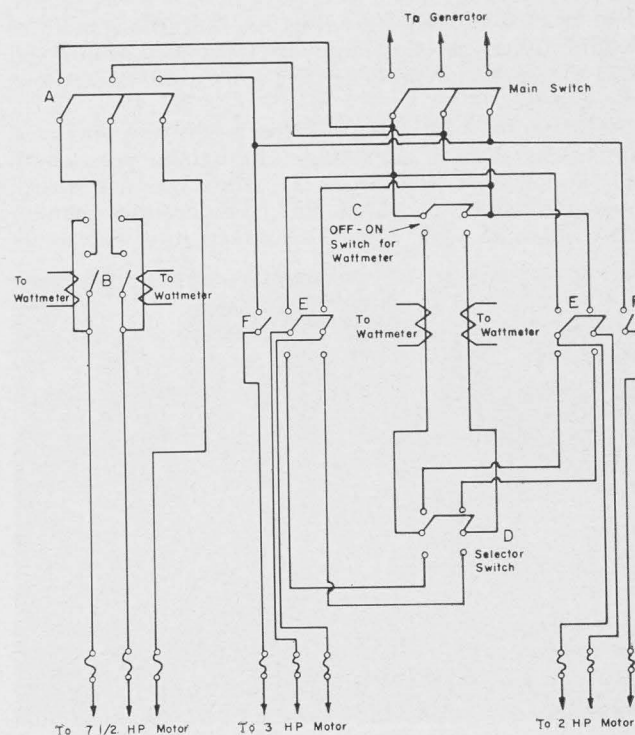 To Generator
Main Switch
A
C
OFF-ON
Switch for
Wattmeter
To
Wattmeter
B
To
Wattmeter
F
E
To
Wattmeter
To
Wattmeter
E
F
D
Selector
Switch
To 7 1/2 HP Motor
To 3 HP Motor
To 2 HP Motor